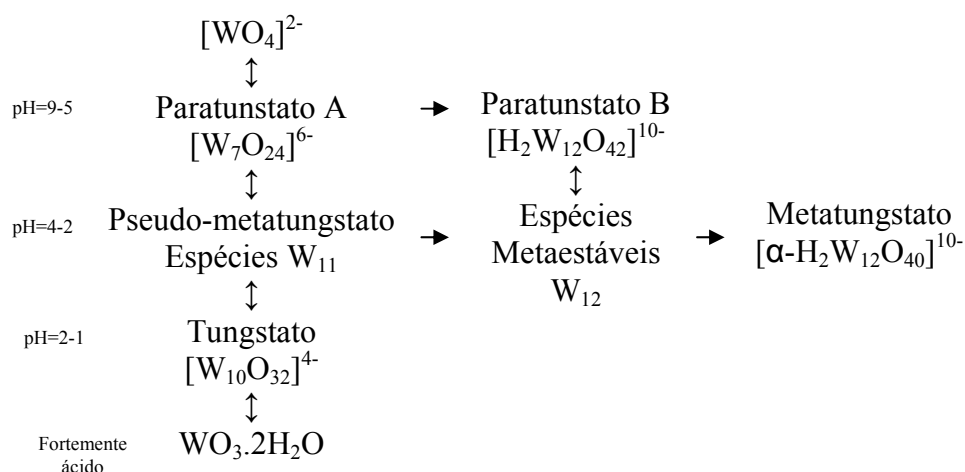 [WO₄]²⁻
↕
pH=9-5 Paratunstato A → Paratunstato B
[W₇O₂₄]⁶⁻ [H₂W₁₂O₄₂]¹⁰⁻
↕ ↕
pH=4-2 Pseudo-metatungstato → Espécies → Metatungstato
Espécies W₁₁ Metaestáveis [α-H₂W₁₂O₄₀]¹⁰⁻
W₁₂
↕
pH=2-1 Tungstato
[W₁₀O₃₂]⁴⁻
↕
Fortemente WO₃.2H₂O
ácido